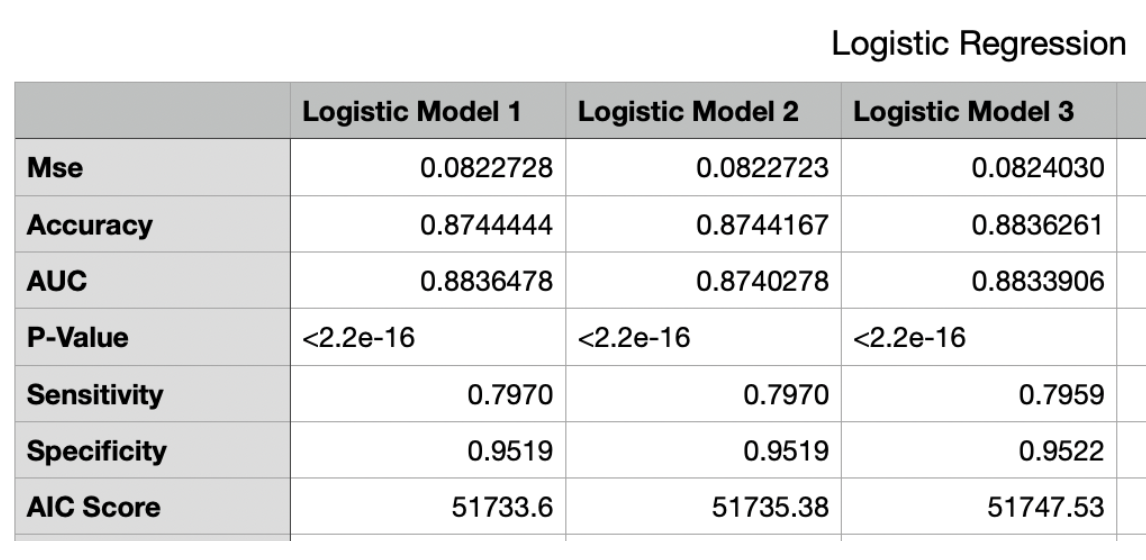 Logistic Regression
Logistic Model 1 Logistic Model 2 Logistic Model 3
Mse 0.0822728 0.0822723 0.0824030
Accuracy 0.8744444 0.8744167 0.8836261
AUC 0.8836478 0.8740278 0.8833906
P-Value <2.2e-16 <2.2e-16 <2.2e-16
Sensitivity 0.7970 0.7970 0.7959
Specificity 0.9519 0.9519 0.9522
AIC Score 51733.6 51735.38 51747.53